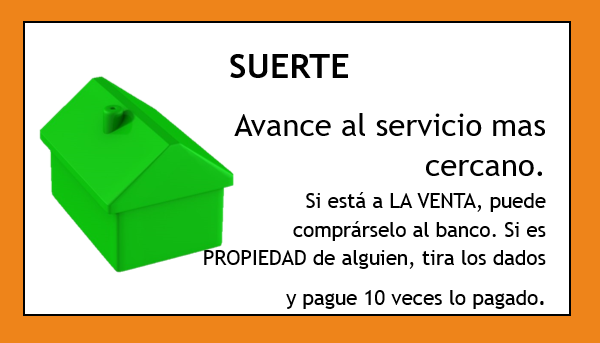 SUERTE
Avance al servicio mas
cercano.
Si está a LA VENTA, puede
comprárselo al banco. Si es
PROPIEDAD de alguien, tira los dados
y pague 10 veces lo pagado.